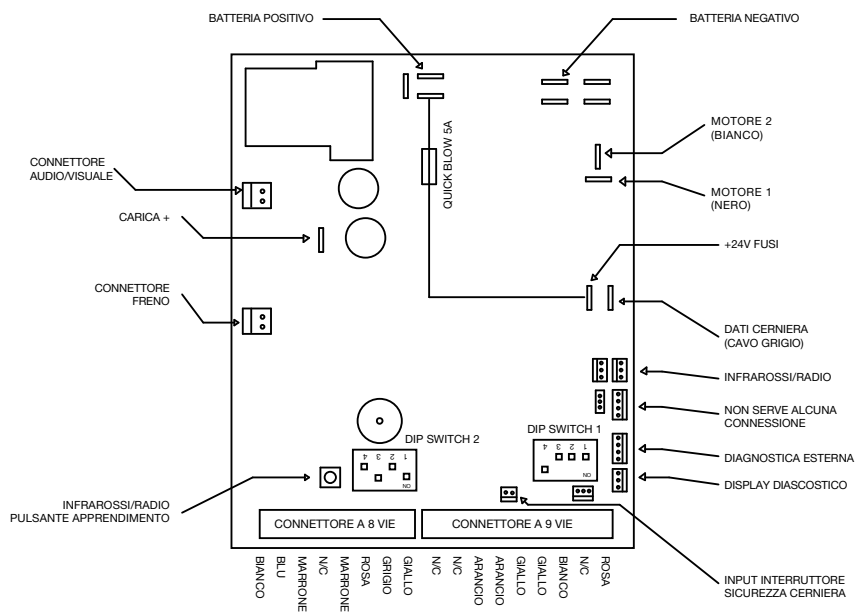 BATTERIA POSITIVO
BATTERIA NEGATIVO
QUICK BLOW 5A
MOTORE 2
(BIANCO)
CONNETTORE
AUDIO/VISUALE
MOTORE 1
(NERO)
CARICA +
+24V FUSI
CONNETTORE
FRENO
DATI CERNIERA
(CAVO GRIGIO)
INFRAROSSI/RADIO
NON SERVE ALCUNA
CONNESSIONE
DIP SWITCH 2
4 3 2 1
NO
DIP SWITCH 1
4 3 2 1
NO
DIAGNOSTICA ESTERNA
DISPLAY DIASCOSTICO
INFRAROSSI/RADIO
PULSANTE APPRENDIMENTO
CONNETTORE A 8 VIE
CONNETTORE A 9 VIE
BIANCO
BLU
MARRONE
N/C
MARRONE
ROSA
GRIGIO
GIALLO
N/C
N/C
ARANCIO
ARANCIO
GIALLO
GIALLO
BIANCO
N/C
ROSA
INPUT INTERRUTTORE
SICUREZZA CERNIERA